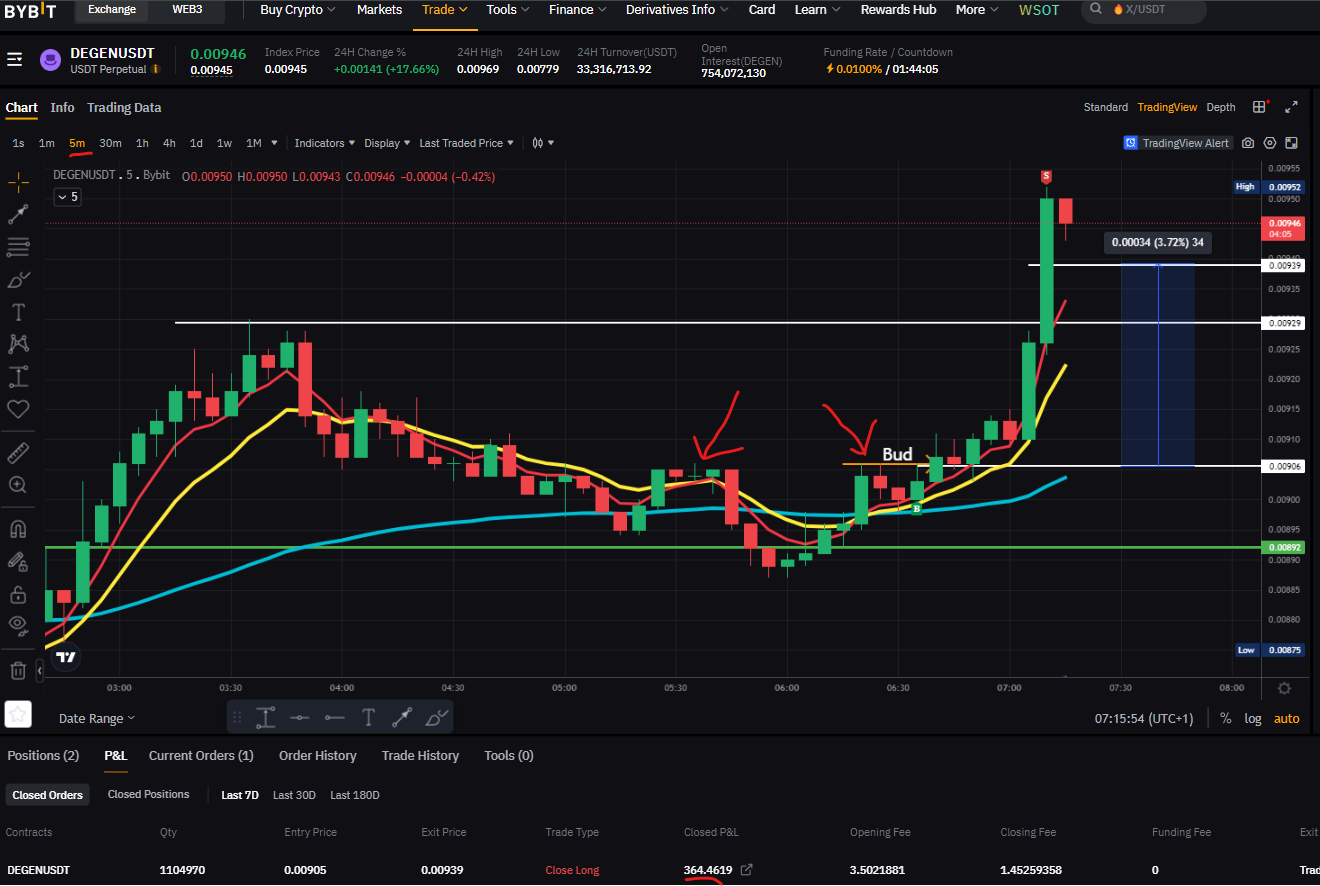 BYBIT Exchange WEB3 Buy Crypto Markets Trade Tools Finance Derivatives Info Card Learn Rewards Hub More WSOT X/USDT
DEGENUSDT 0.00946 Index Price 24H Change % 24H High 24H Low 24H Turnover(USDT) Open Interest(DEGEN) Funding Rate / Countdown
USDT Perpetual 0.00945 0.00945 +0.00141 (+17.66%) 0.00969 0.00779 33,316,713.92 754,072,130 0.0100% / 01:44:05
Chart Info Trading Data Standard TradingView Depth
1s 1m 5m 30m 1h 4h 1d 1w 1M Indicators Display Last Traded Price TradingView Alert
DEGENUSDT . 5 . Bybit O0.00950 H0.00950 L0.00943 C0.00946 −0.00004 (−0.42%)
5
S
0.00955
High 0.00952
0.00950
0.00946
04:05
0.00034 (3.72%) 34
0.00940
0.00939
0.00935
0.00929
0.00925
0.00920
0.00915
0.00910
Bud
0.00906
0.00900
B
0.00895
0.00892
0.00890
0.00885
0.00880
Low 0.00875
03:00 03:30 04:00 04:30 05:00 05:30 06:00 06:30 07:00 07:30 08:00
Date Range T 07:15:54 (UTC+1) % log auto
Positions (2) P&L Current Orders (1) Order History Trade History Tools (0)
Closed Orders Closed Positions Last 7D Last 30D Last 180D
Contracts Qty Entry Price Exit Price Trade Type Closed P&L Opening Fee Closing Fee Funding Fee Exit
DEGENUSDT 1104970 0.00905 0.00939 Close Long 364.4619 3.5021881 1.45259358 0